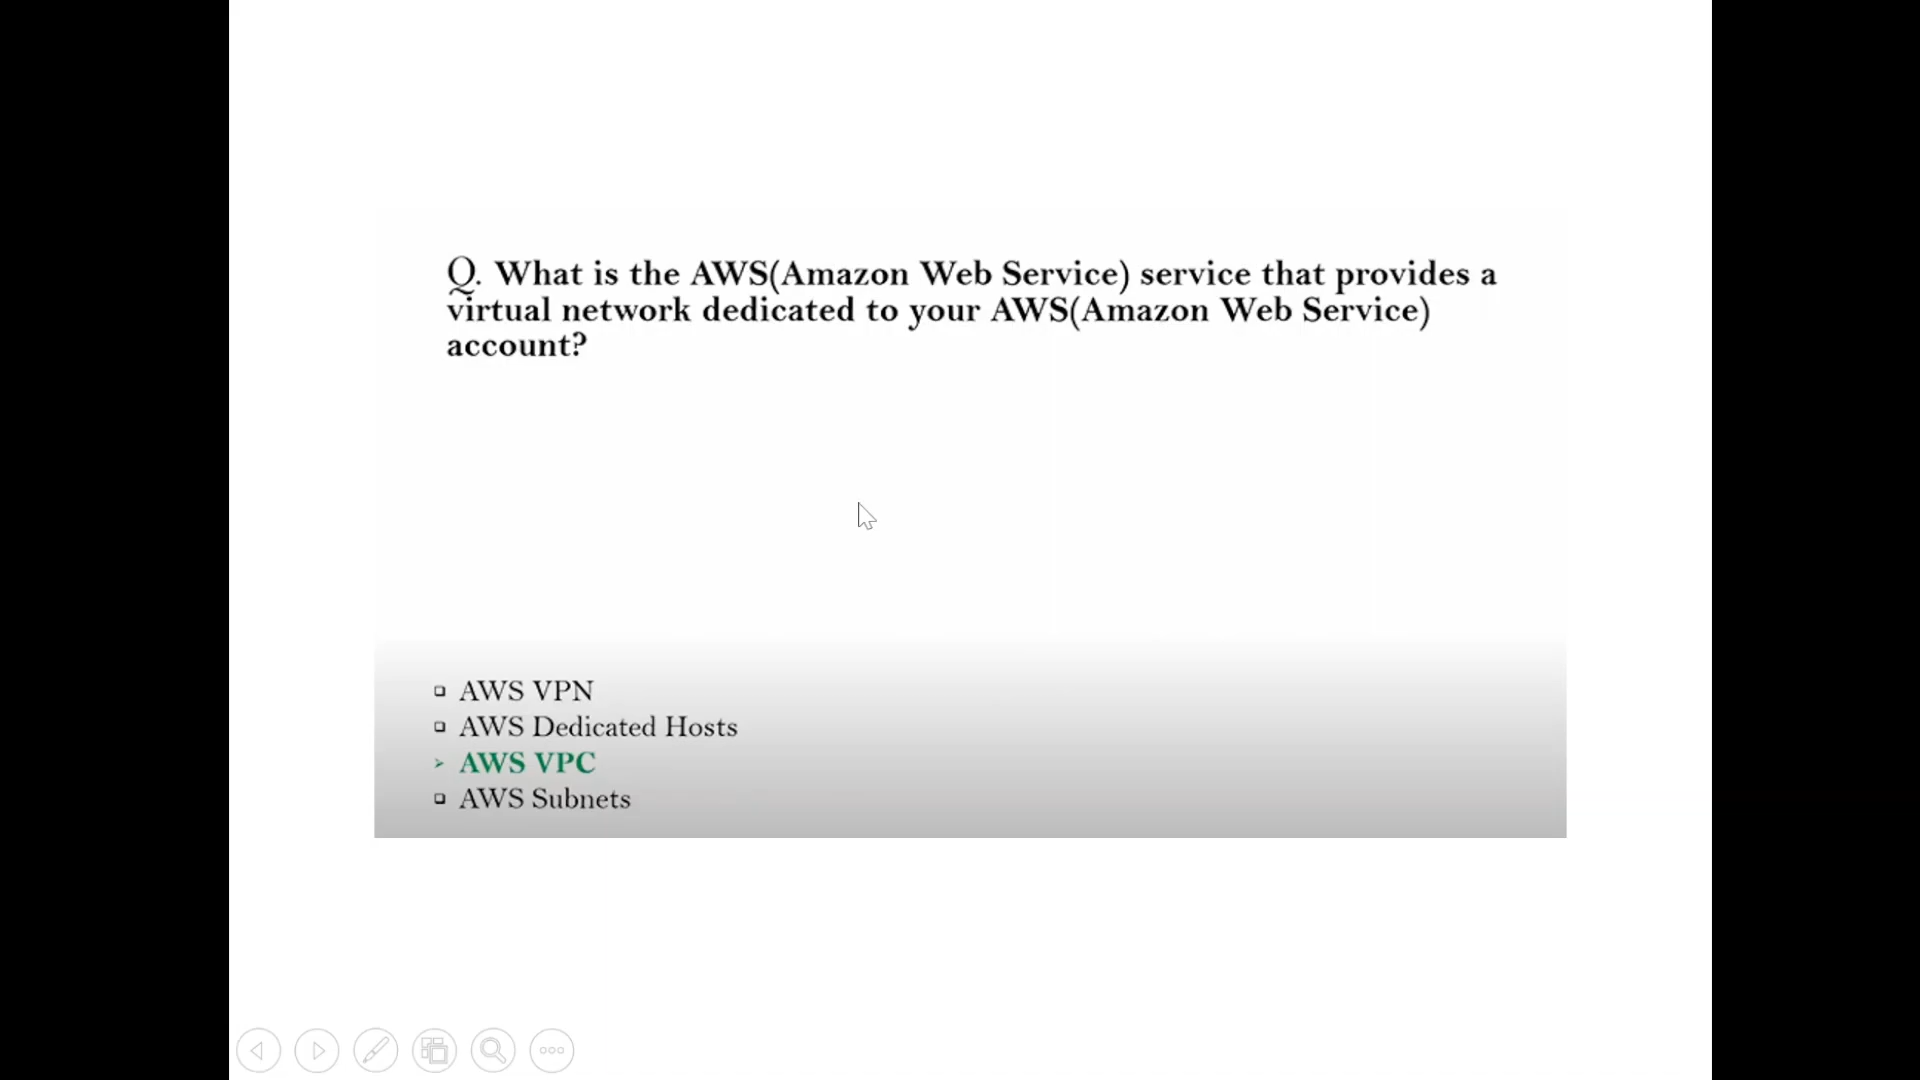 Q. What is the AWS(Amazon Web Service) service that provides a
virtual network dedicated to your AWS(Amazon Web Service)
account?
AWS VPN
AWS Dedicated Hosts
AWS VPC
AWS Subnets